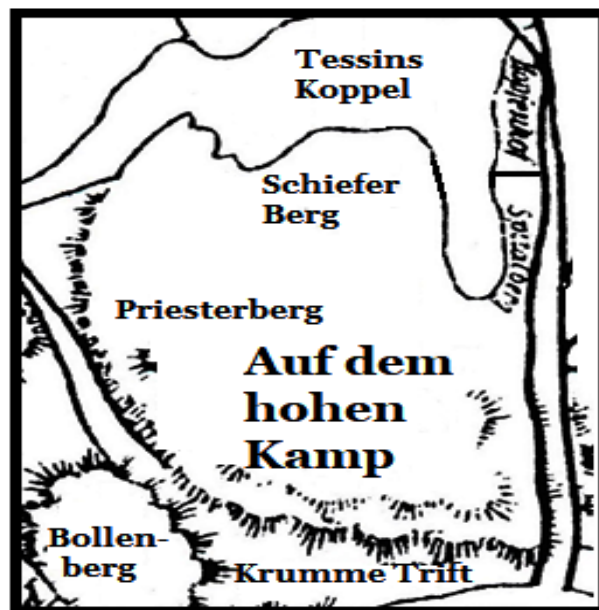 Tessins
Koppel
Schiefer
Berg
Priesterberg
Auf dem
hohen
Kamp
Bollen-
berg
Krumme Trift